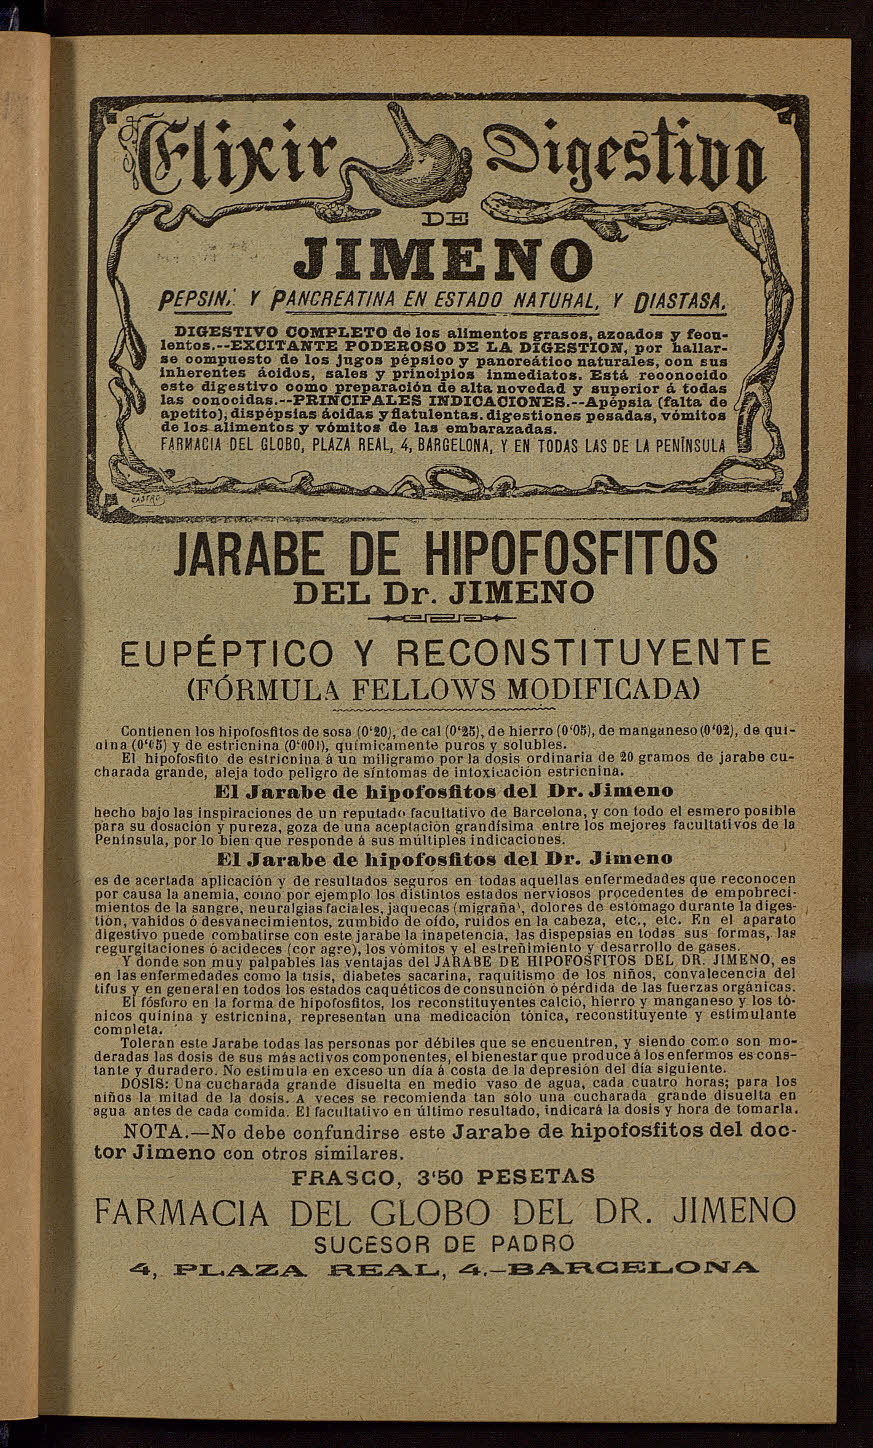 Elixir Digestivo
DE
JIMENO
PEPSINA Y PANCREATINA EN ESTADO NATURAL, Y DIASTASA.
DIGESTIVO COMPLETO de los alimentos grasos, azoados y fecu-
lentos.--EXCITANTE PODEROSO DE LA DIGESTION, por hallar-
se compuesto de los jugos pépsico y pancreático naturales, con sus
inherentes ácidos, sales y principios inmediatos. Está reconocido
este digestivo como preparación de alta novedad y superior á todas
las conocidas.--PRINCIPALES INDICACIONES.--Apépsia (falta de
apetito), dispépsias ácidas y flatulentas. digestiones pesadas, vómitos
de los alimentos y vómitos de las embarazadas.
FARMACIA DEL GLOBO, PLAZA REAL, 4, BARCELONA, Y EN TODAS LAS DE LA PENÍNSULA
CASTRO
JARABE DE HIPOFOSFITOS
DEL Dr. JIMENO
EUPÉPTICO Y RECONSTITUYENTE
(FÓRMULA FELLOWS MODIFICADA)
Contienen los hipofosfitos de sosa (0'20), de cal (0'25), de hierro (0'05), de manganeso (0'02), de qui-
nina (0'05) y de estricnina (0'001), químicamente puros y solubles.
El hipofosfito de estricnina á un miligramo por la dosis ordinaria de 20 gramos de jarabe cu-
charada grande, aleja todo peligro de síntomas de intoxicación estricnina.
El Jarabe de hipofosfitos del Dr. Jimeno
hecho bajo las inspiraciones de un reputado facultativo de Barcelona, y con todo el esmero posible
para su dosación y pureza, goza de una aceptación grandísima entre los mejores facultativos de la
Península, por lo bien que responde á sus múltiples indicaciones.
El Jarabe de hipofosfitos del Dr. Jimeno
es de acertada aplicación y de resultados seguros en todas aquellas enfermedades que reconocen
por causa la anemia, como por ejemplo los distintos estados nerviosos procedentes de empobreci-
mientos de la sangre, neuralgias faciales, jaquecas (migraña), dolores de estómago durante la diges-
tión, vahidos ó desvanecimientos, zumbido de oído, ruidos en la cabeza, etc., etc. En el aparato
digestivo puede combatirse con este jarabe la inapetencia, las dispepsias en todas sus formas, las
regurgitaciones ó acideces (cor agre), los vómitos y el estreñimiento y desarrollo de gases.
Y donde son muy palpables las ventajas del JARABE DE HIPOFOSFITOS DEL DR. JIMENO, es
en las enfermedades como la tisis, diabetes sacarina, raquitismo de los niños, convalecencia del
tifus y en general en todos los estados caquéticos de consunción ó pérdida de las fuerzas orgánicas.
El fósforo en la forma de hipofosfitos, los reconstituyentes calcio, hierro y manganeso y los tó-
nicos quinina y estricnina, representan una medicación tónica, reconstituyente y estimulante
completa.
Toleran este Jarabe todas las personas por débiles que se encuentren, y siendo como son mo-
deradas las dosis de sus más activos componentes, el bienestar que produce á los enfermos es cons-
tante y duradero. No estimula en exceso un día á costa de la depresión del día siguiente.
DOSIS: Una cucharada grande disuelta en medio vaso de agua, cada cuatro horas; para los
niños la mitad de la dosis. A veces se recomienda tan sólo una cucharada grande disuelta en
agua antes de cada comida. El facultativo en último resultado, indicará la dosis y hora de tomarla.
NOTA.—No debe confundirse este Jarabe de hipofosfitos del doc-
tor Jimeno con otros similares.
FRASCO, 3'50 PESETAS
FARMACIA DEL GLOBO DEL DR. JIMENO
SUCESOR DE PADRO
4, PLAZA REAL, 4.—BARCELONA